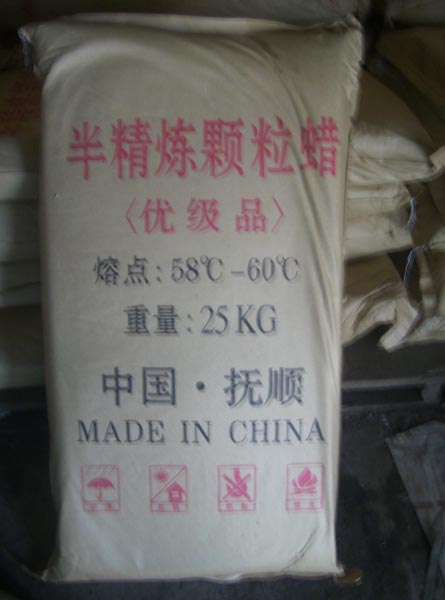 半精炼颗粒蜡
〈优级品〉
熔点:58℃-60℃
重量:25KG
中国·抚顺
MADE IN CHINA